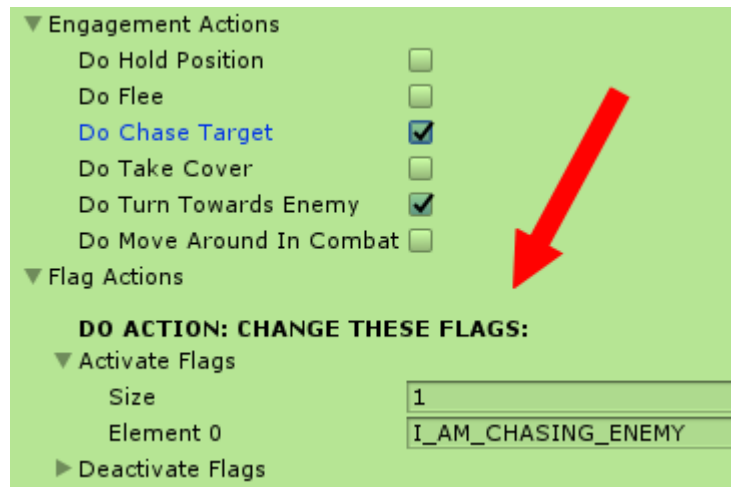 Engagement Actions
Do Hold Position
Do Flee
Do Chase Target
Do Take Cover
Do Turn Towards Enemy
Do Move Around In Combat
Flag Actions
DO ACTION: CHANGE THESE FLAGS:
Activate Flags
Size 1
Element 0 I_AM_CHASING_ENEMY
Deactivate Flags